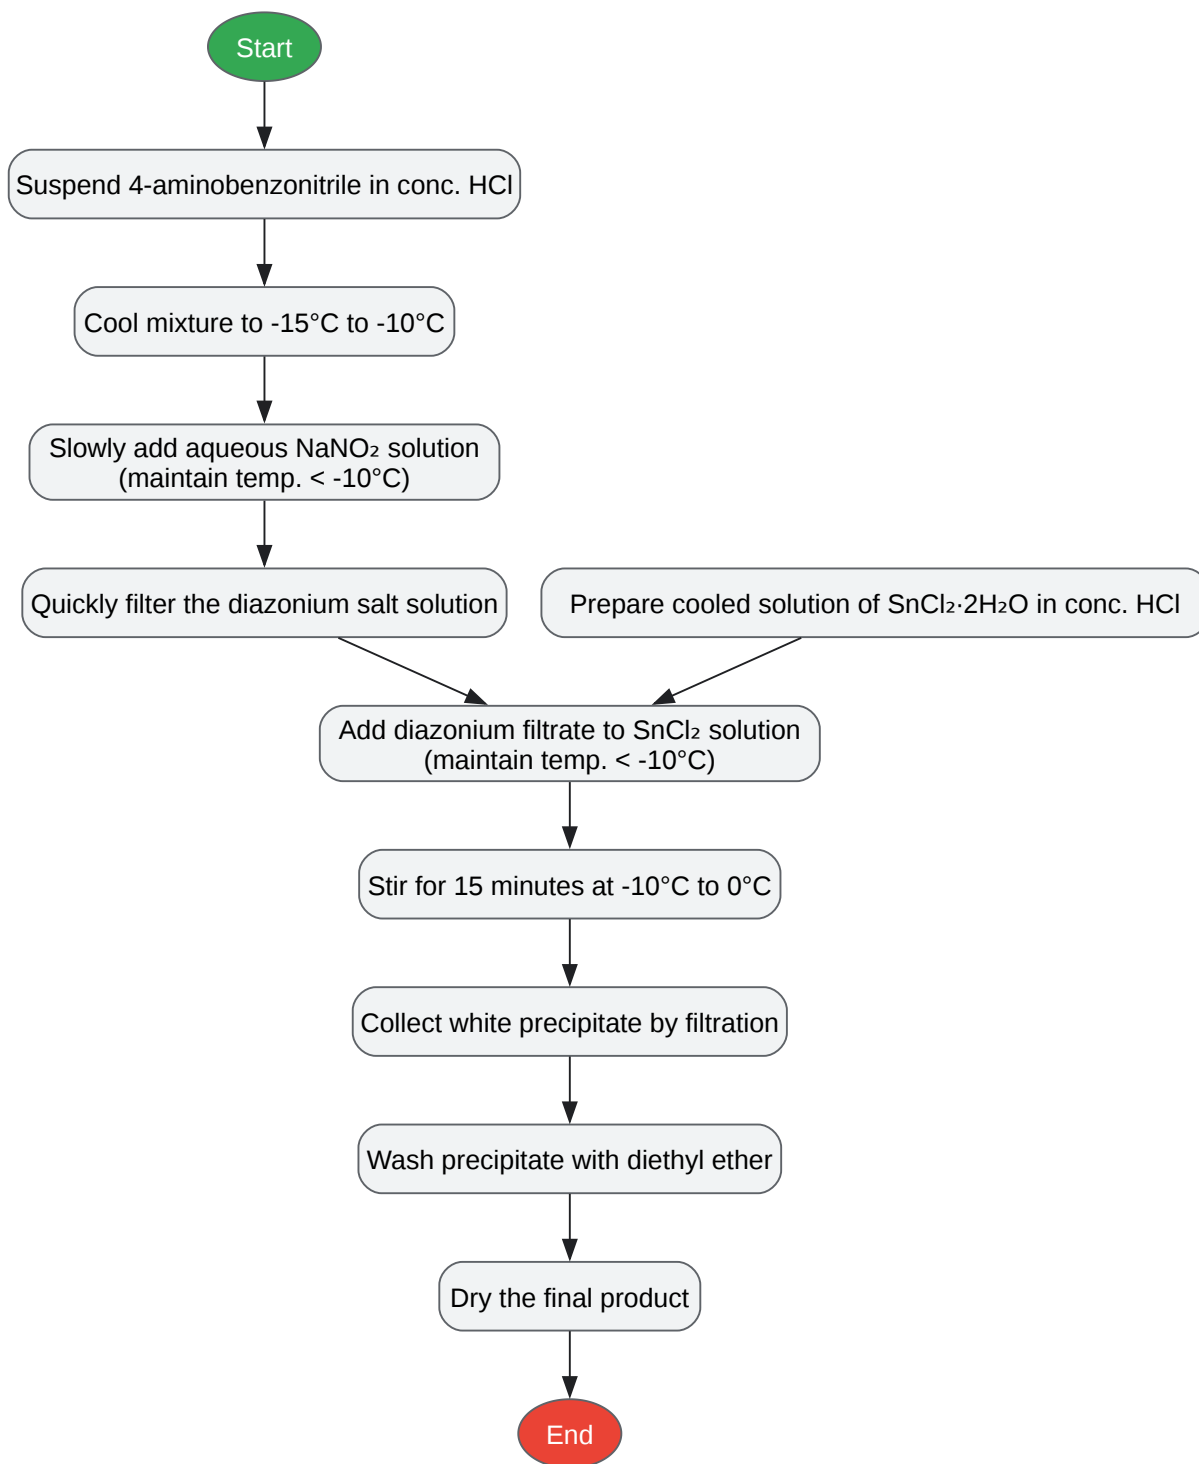 Start
Suspend 4-aminobenzonitrile in conc. HCl
Cool mixture to -15°C to -10°C
Slowly add aqueous NaNO₂ solution
(maintain temp. < -10°C)
Quickly filter the diazonium salt solution
Prepare cooled solution of SnCl₂·2H₂O in conc. HCl
Add diazonium filtrate to SnCl₂ solution
(maintain temp. < -10°C)
Stir for 15 minutes at -10°C to 0°C
Collect white precipitate by filtration
Wash precipitate with diethyl ether
Dry the final product
End